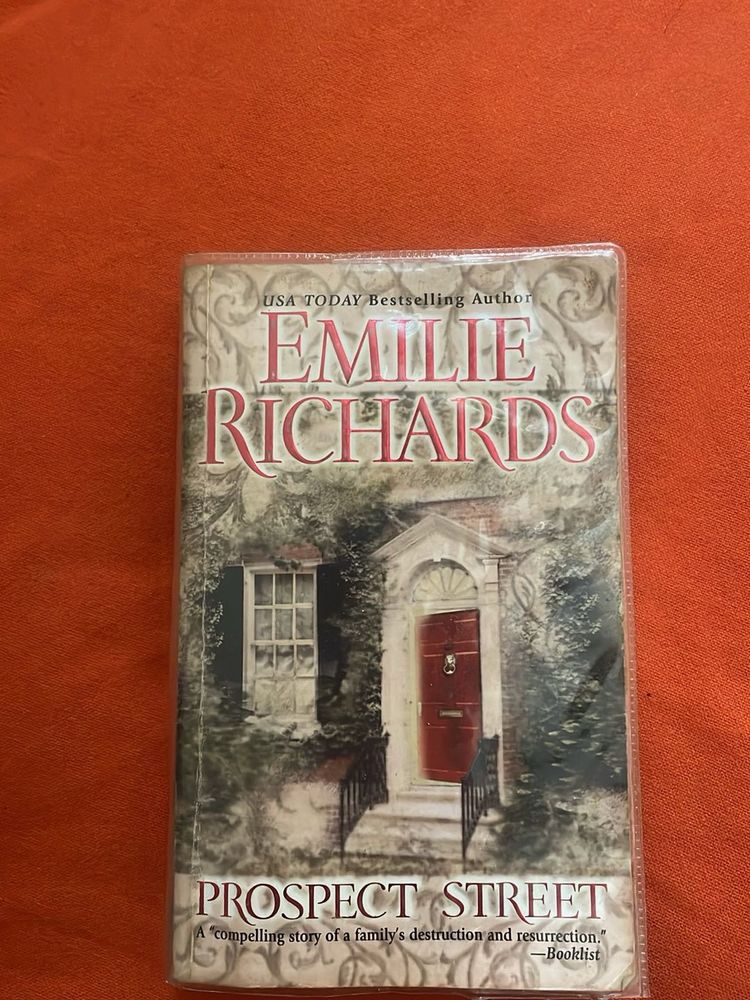 USA TODAY Bestselling Author
EMILIE
RICHARDS
PROSPECT STREET
A "compelling story of a family's destruction and resurrection."
—Booklist